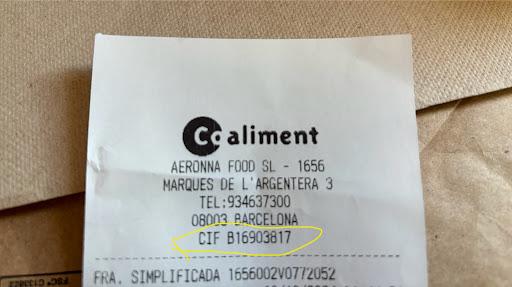 Coaliment
AERONNA FOOD SL - 1656
MARQUES DE L'ARGENTERA 3
TEL:934637300
08003 BARCELONA
CIF B16903817
FRA. SIMPLIFICADA 1656002V0772052